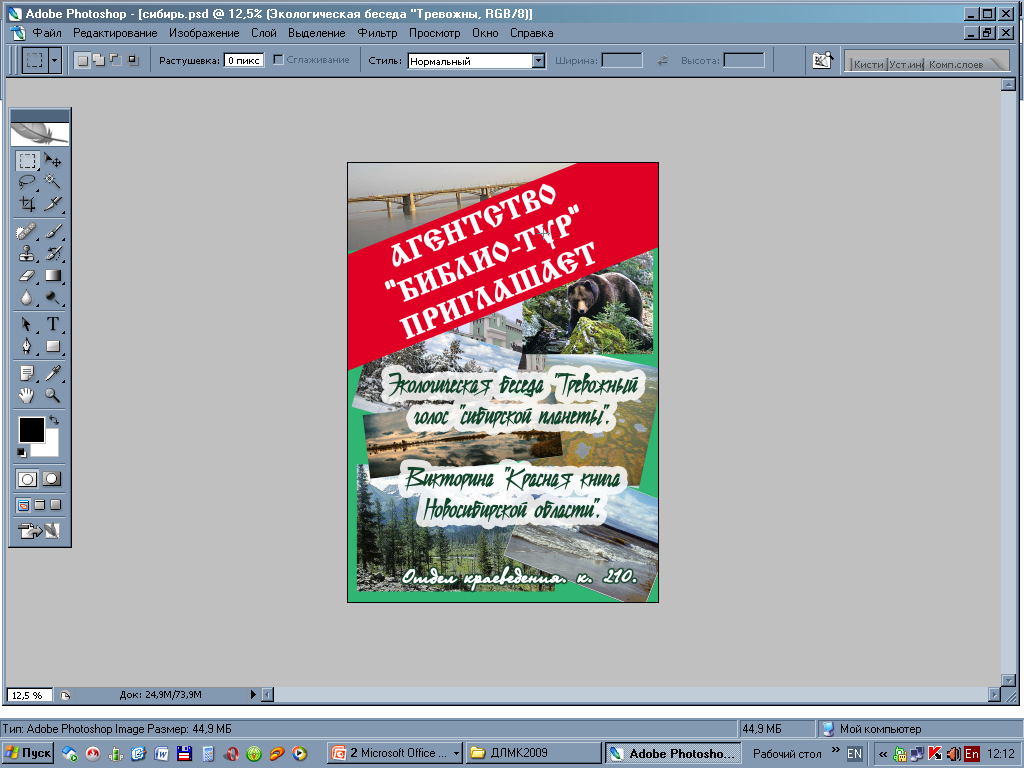 Adobe Photoshop - [сибирь.psd @ 12,5% (Экологическая беседа "Тревожны, RGB/8)]
Файл Редактирование Изображение Слой Выделение Фильтр Просмотр Окно Справка
Растушевка: 0 пикс Сглаживание Стиль: Нормальный Ширина: Высота: Кисти Уст.ин Комп.слоев
АГЕНТСТВО
"БИБЛИО-ТУР"
ПРИГЛАШАЕТ
Экологическая беседа "Тревожный
голос "сибирской планеты".
Викторина "Красная книга
Новосибирской области".
Отдел краеведения. к. 210.
12,5 % Док: 24,9M/73,9M
Тип: Adobe Photoshop Image Размер: 44,9 МБ 44,9 МБ Мой компьютер
Пуск 2 Microsoft Office ... ДЛМК2009 Adobe Photosho... Рабочий стол » EN « En 12:12